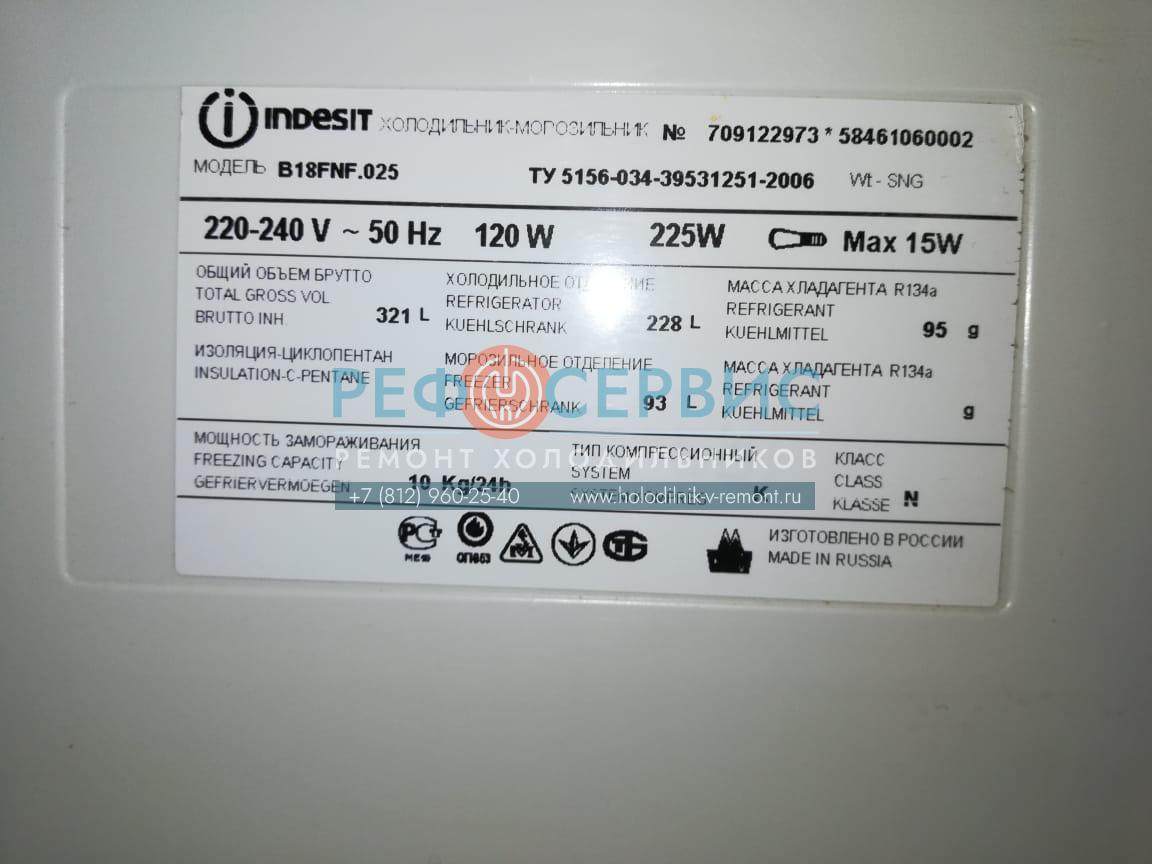 INDESIT ХОЛОДИЛЬНИК-МОРОЗИЛЬНИК № 709122973 * 58461060002
МОДЕЛЬ B18FNF.025 ТУ 5156-034-39531251-2006 Wt - SNG
220-240 V ~ 50 Hz 120 W 225W Max 15W
ОБЩИЙ ОБЪЕМ БРУТТО
TOTAL GROSS VOL
BRUTTO INH. 321 L
ХОЛОДИЛЬНОЕ ОТДЕЛЕНИЕ
REFRIGERATOR
KUEHLSCHRANK 228 L
МАССА ХЛАДАГЕНТА R134a
REFRIGERANT
KUEHLMITTEL 95 g
ИЗОЛЯЦИЯ-ЦИКЛОПЕНТАН
INSULATION-C-PENTANE
МОРОЗИЛЬНОЕ ОТДЕЛЕНИЕ
FREEZER
GEFRIERSCHRANK 93 L
МАССА ХЛАДАГЕНТА R134a
REFRIGERANT
KUEHLMITTEL g
РЕФ СЕРВИС
РЕМОНТ ХОЛОДИЛЬНИКОВ
+7 (812) 960-25-40 www.holodilnik-v-remont.ru
МОЩНОСТЬ ЗАМОРАЖИВАНИЯ
FREEZING CAPACITY
GEFRIERVERMOEGEN 10 Kg/24h
ТИП КОМПРЕССИОННЫЙ
SYSTEM
K
КЛАСС
CLASS
KLASSE N
ИЗГОТОВЛЕНО В РОССИИ
MADE IN RUSSIA